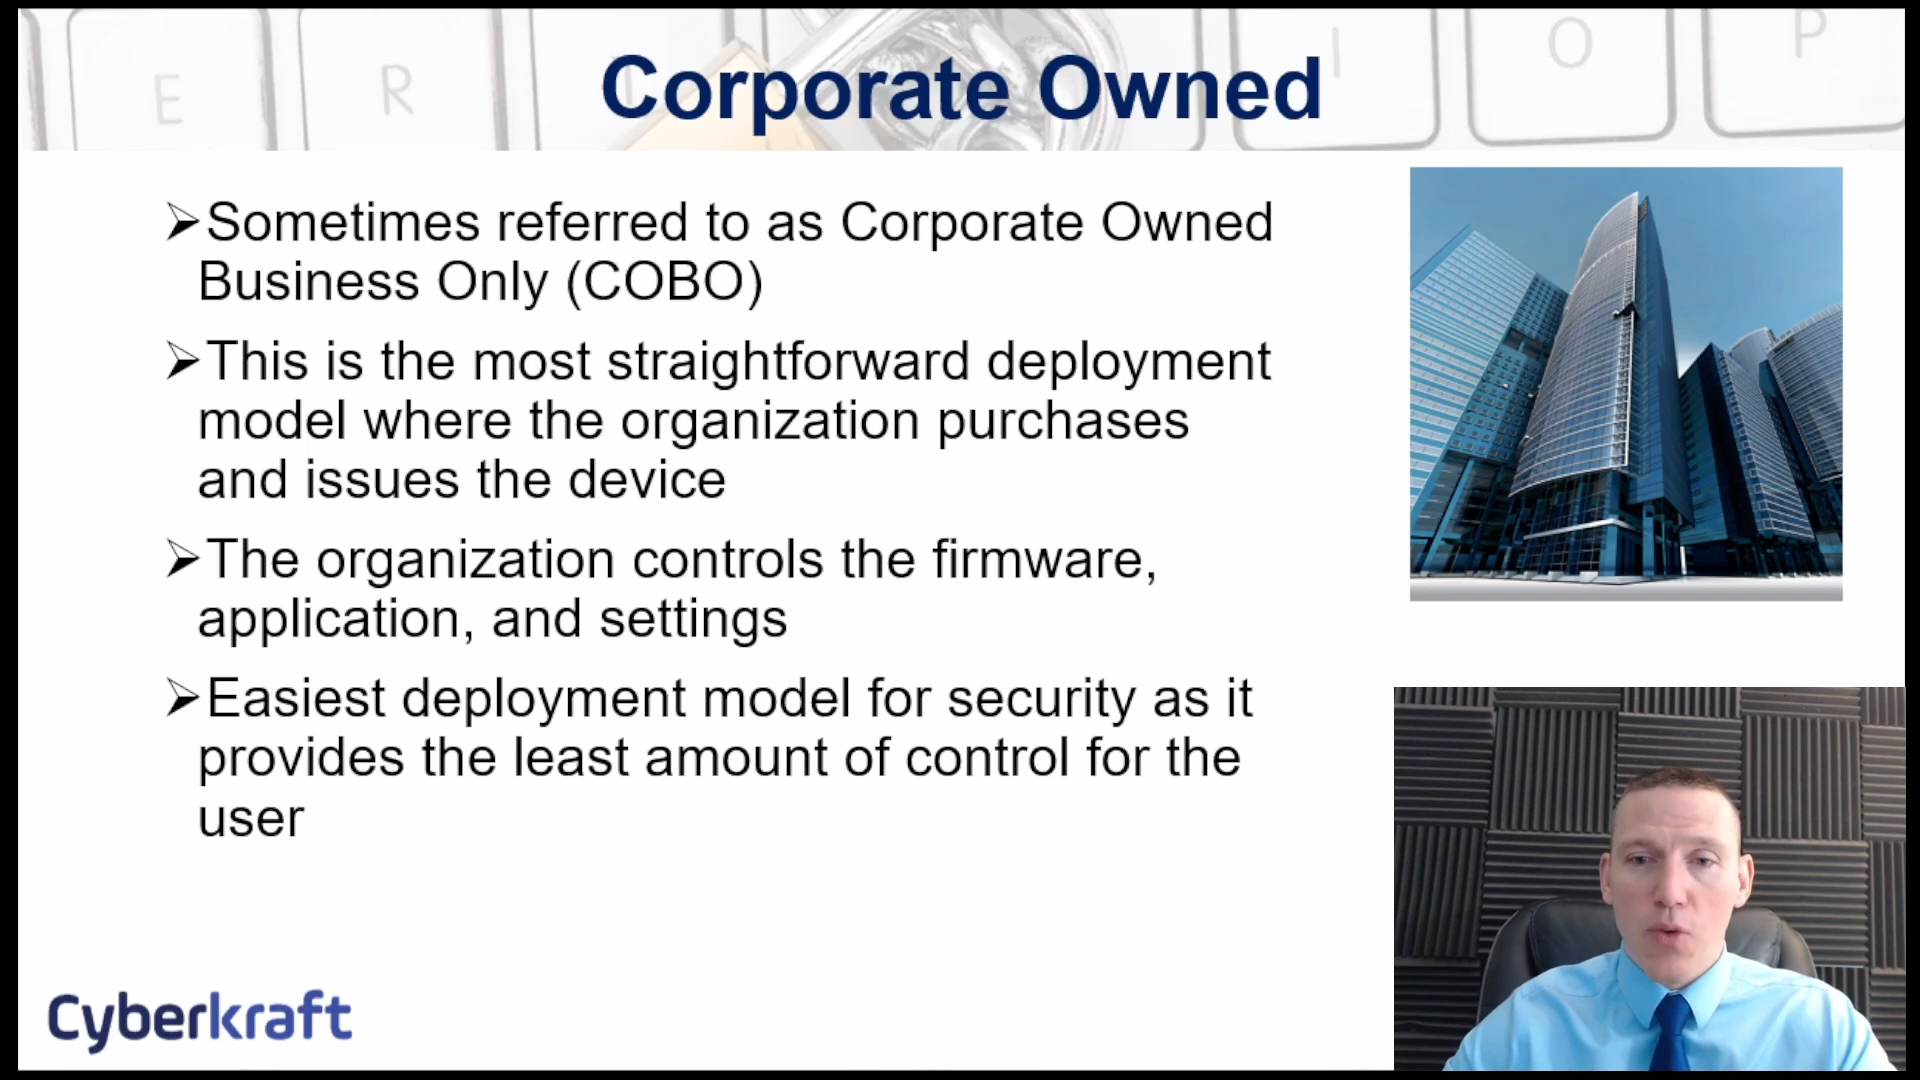 E R I O P
Corporate Owned
➢Sometimes referred to as Corporate Owned
Business Only (COBO)
➢This is the most straightforward deployment
model where the organization purchases
and issues the device
➢The organization controls the firmware,
application, and settings
➢Easiest deployment model for security as it
provides the least amount of control for the
user
Cyberkraft